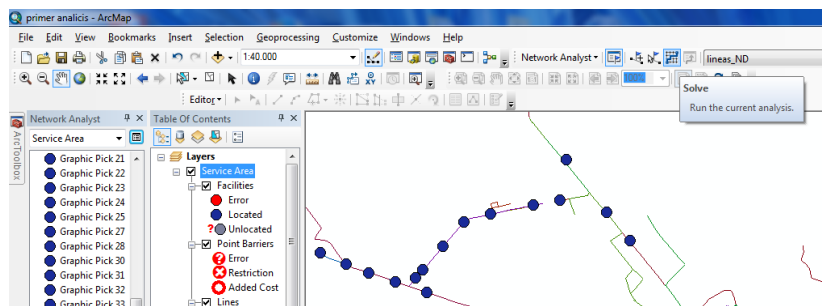 primer analicis - ArcMap
File Edit View Bookmarks Insert Selection Geoprocessing Customize Windows Help
1:40.000
Network Analyst
lineas_ND
100%
Editor
Solve
Run the current analysis.
Network Analyst
Service Area
Graphic Pick 21
Graphic Pick 22
Graphic Pick 23
Graphic Pick 24
Graphic Pick 25
Graphic Pick 27
Graphic Pick 28
Graphic Pick 30
Graphic Pick 31
Graphic Pick 32
Graphic Pick 33
Table Of Contents
Layers
Service Area
Facilities
Error
Located
Unlocated
Point Barriers
Error
Restriction
Added Cost
Lines
ArcToolbox